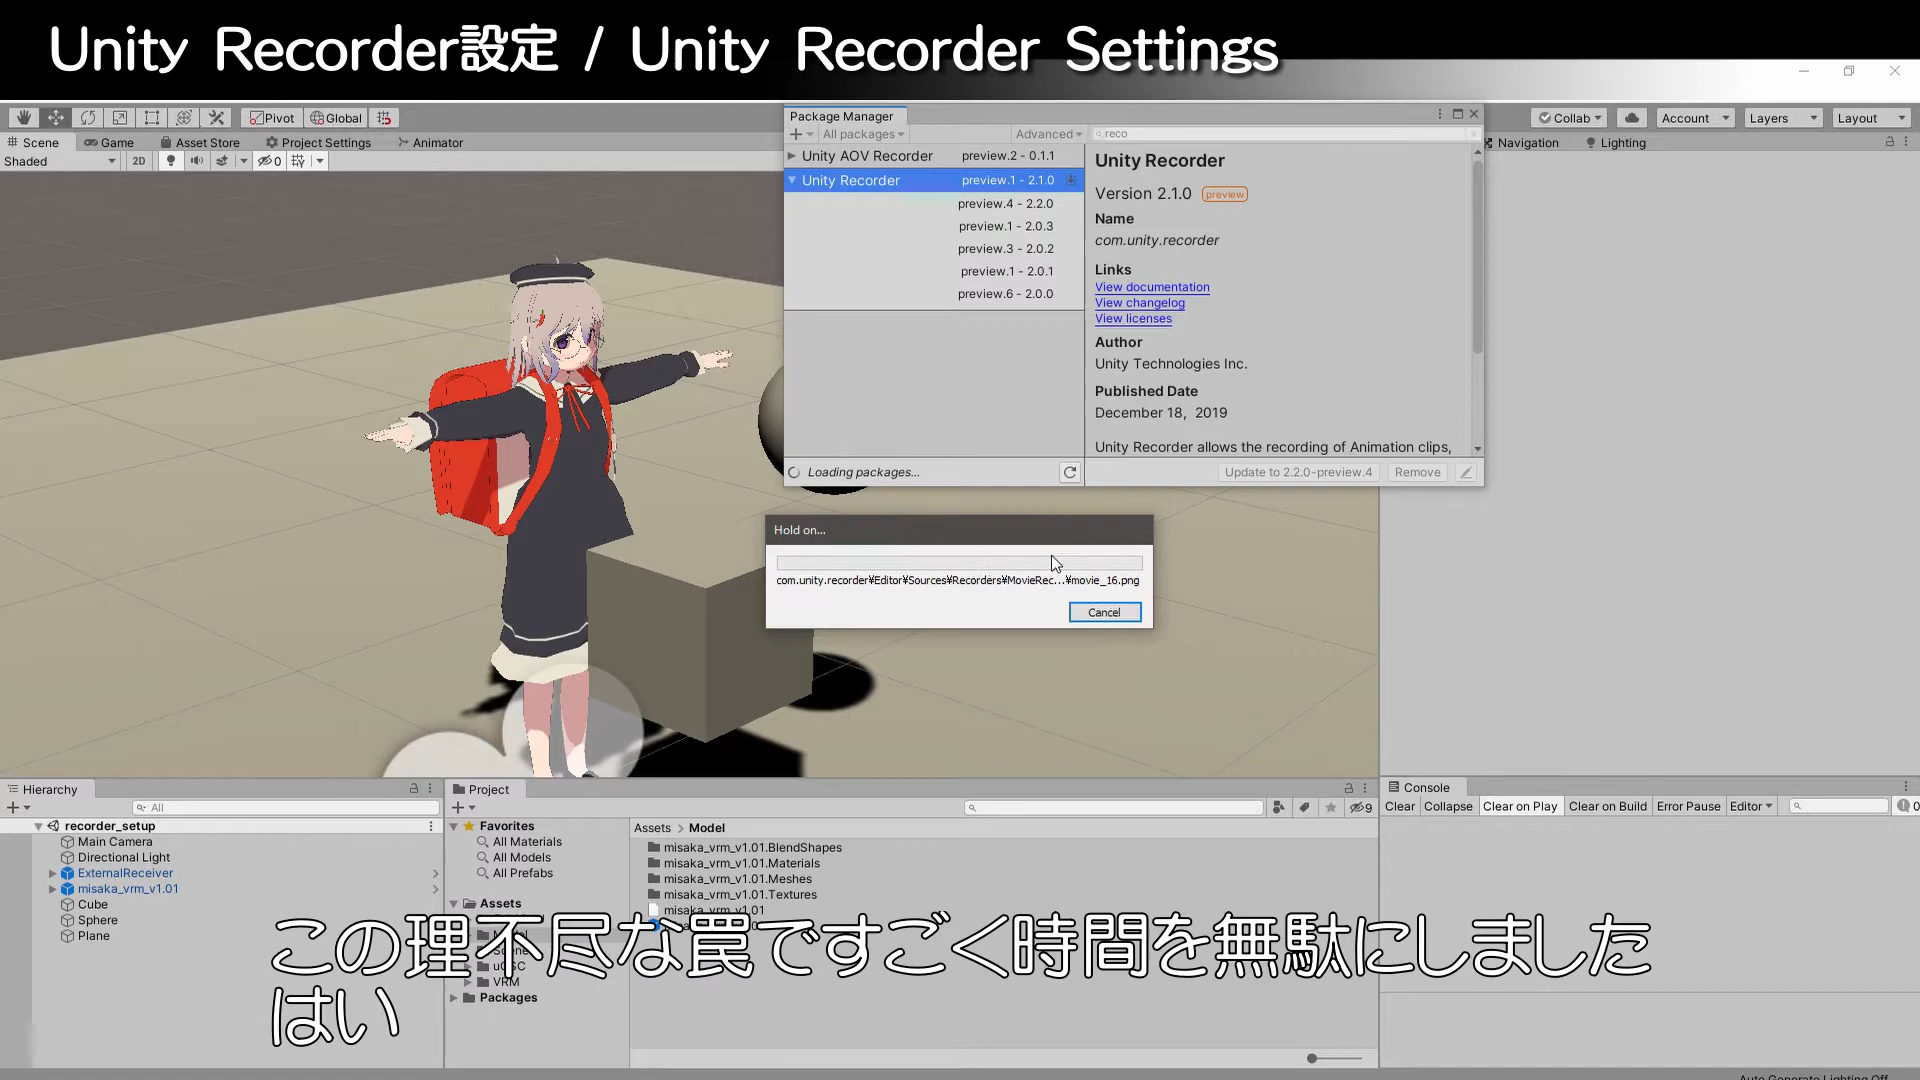 Unity Recorder設定 / Unity Recorder Settings
Pivot
Global
Collab
Account
Layers
Layout
Scene
Game
Asset Store
Project Settings
Animator
Navigation
Lighting
Shaded
2D
0
Package Manager
All packages
Advanced
reco
Unity AOV Recorder preview.2 - 0.1.1
Unity Recorder preview.1 - 2.1.0
preview.4 - 2.2.0
preview.1 - 2.0.3
preview.3 - 2.0.2
preview.1 - 2.0.1
preview.6 - 2.0.0
Loading packages...
Unity Recorder
Version 2.1.0 preview
Name
com.unity.recorder
Links
View documentation
View changelog
View licenses
Author
Unity Technologies Inc.
Published Date
December 18, 2019
Unity Recorder allows the recording of Animation clips,
Update to 2.2.0-preview.4
Remove
Hold on...
com.unity.recorder¥Editor¥Sources¥Recorders¥MovieRec...¥movie_16.png
Cancel
Hierarchy
All
recorder_setup
Main Camera
Directional Light
ExternalReceiver
misaka_vrm_v1.01
Cube
Sphere
Plane
Project
9
Favorites
All Materials
All Models
All Prefabs
Assets
uOSC
VRM
Packages
Assets > Model
misaka_vrm_v1.01.BlendShapes
misaka_vrm_v1.01.Materials
misaka_vrm_v1.01.Meshes
misaka_vrm_v1.01.Textures
misaka_vrm_v1.01
Console
Clear
Collapse
Clear on Play
Clear on Build
Error Pause
Editor
0
この理不尽な罠ですごく時間を無駄にしました
はい
Auto Generate Lighting Off